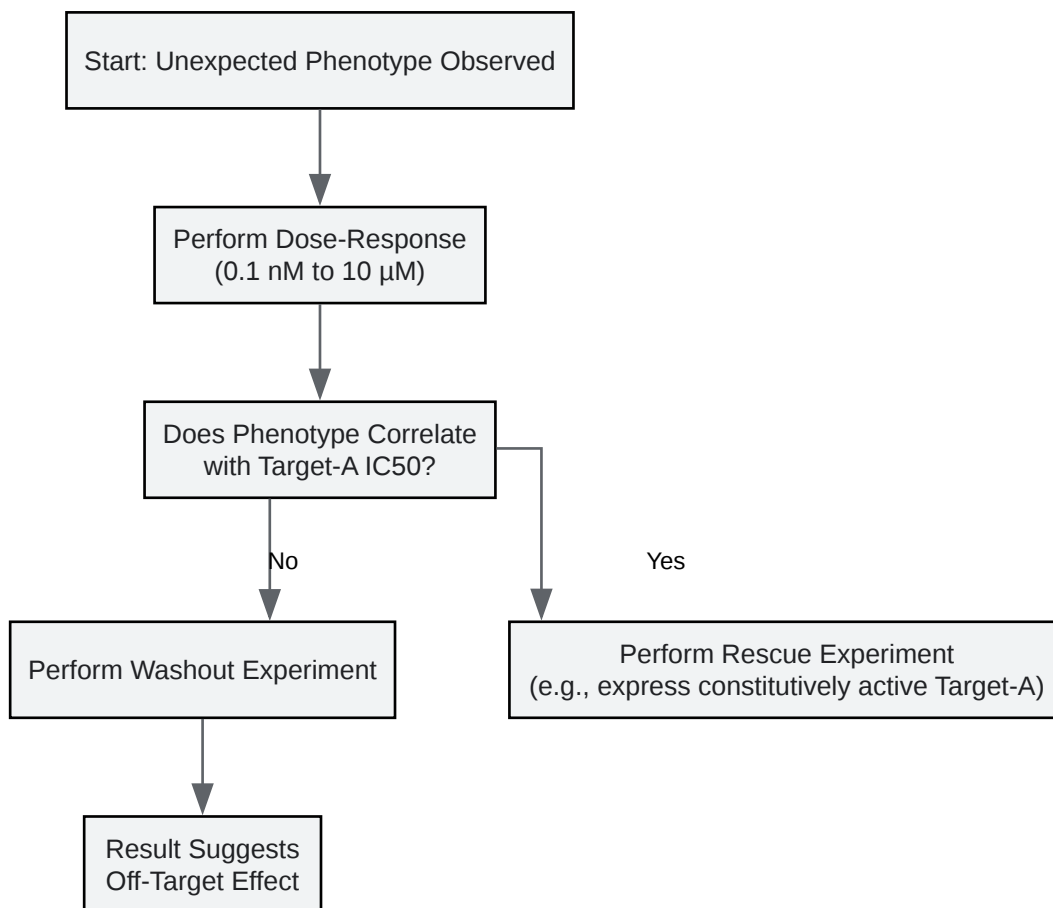 Start: Unexpected Phenotype Observed
Perform Dose-Response
(0.1 nM to 10 µM)
Does Phenotype Correlate
with Target-A IC50?
No
Yes
Perform Washout Experiment
Perform Rescue Experiment
(e.g., express constitutively active Target-A)
Result Suggests
Off-Target Effect